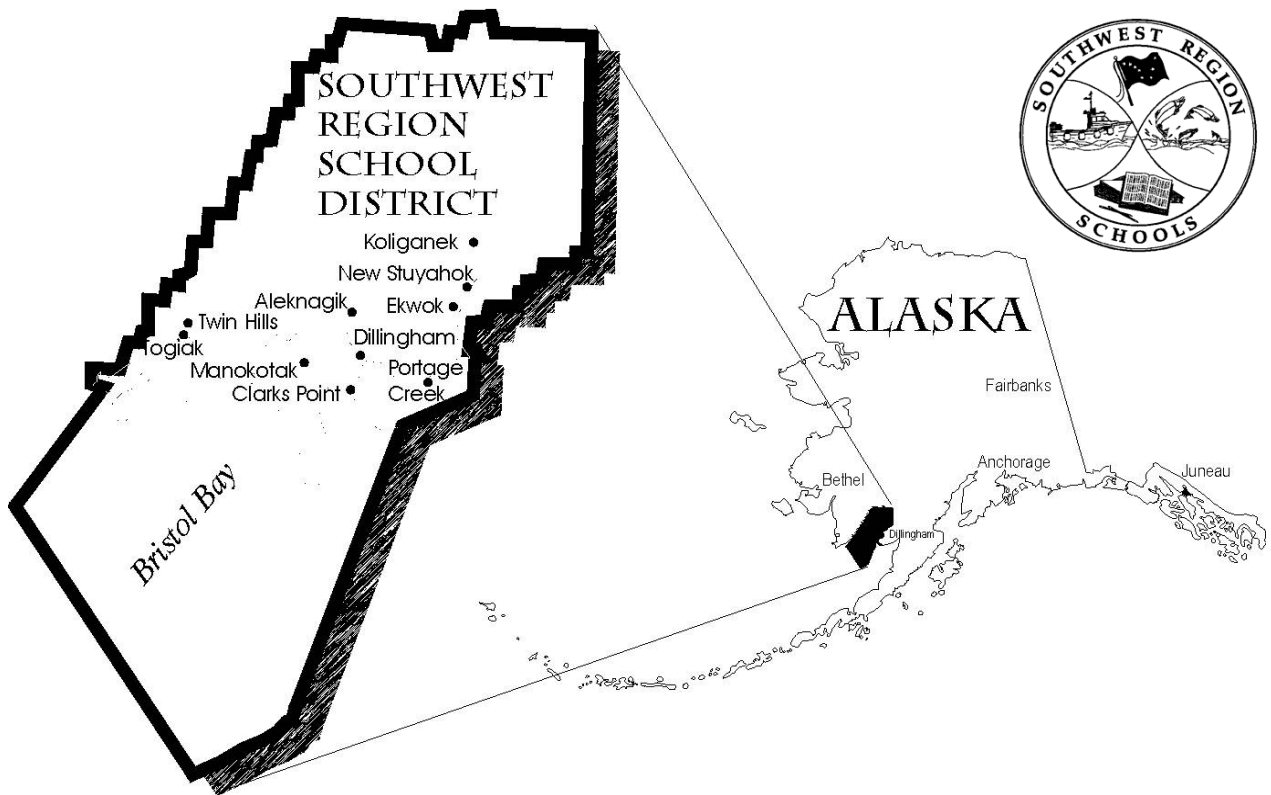 SOUTHWEST
REGION
SCHOOL
DISTRICT
Koliganek
New Stuyahok
Aleknagik
Ekwok
Twin Hills
Togiak
Dillingham
Manokotak
Portage
Creek
Clarks Point
Bristol Bay
SOUTHWEST REGION
SCHOOLS
ALASKA
Fairbanks
Anchorage
Juneau
Bethel
Dillingham